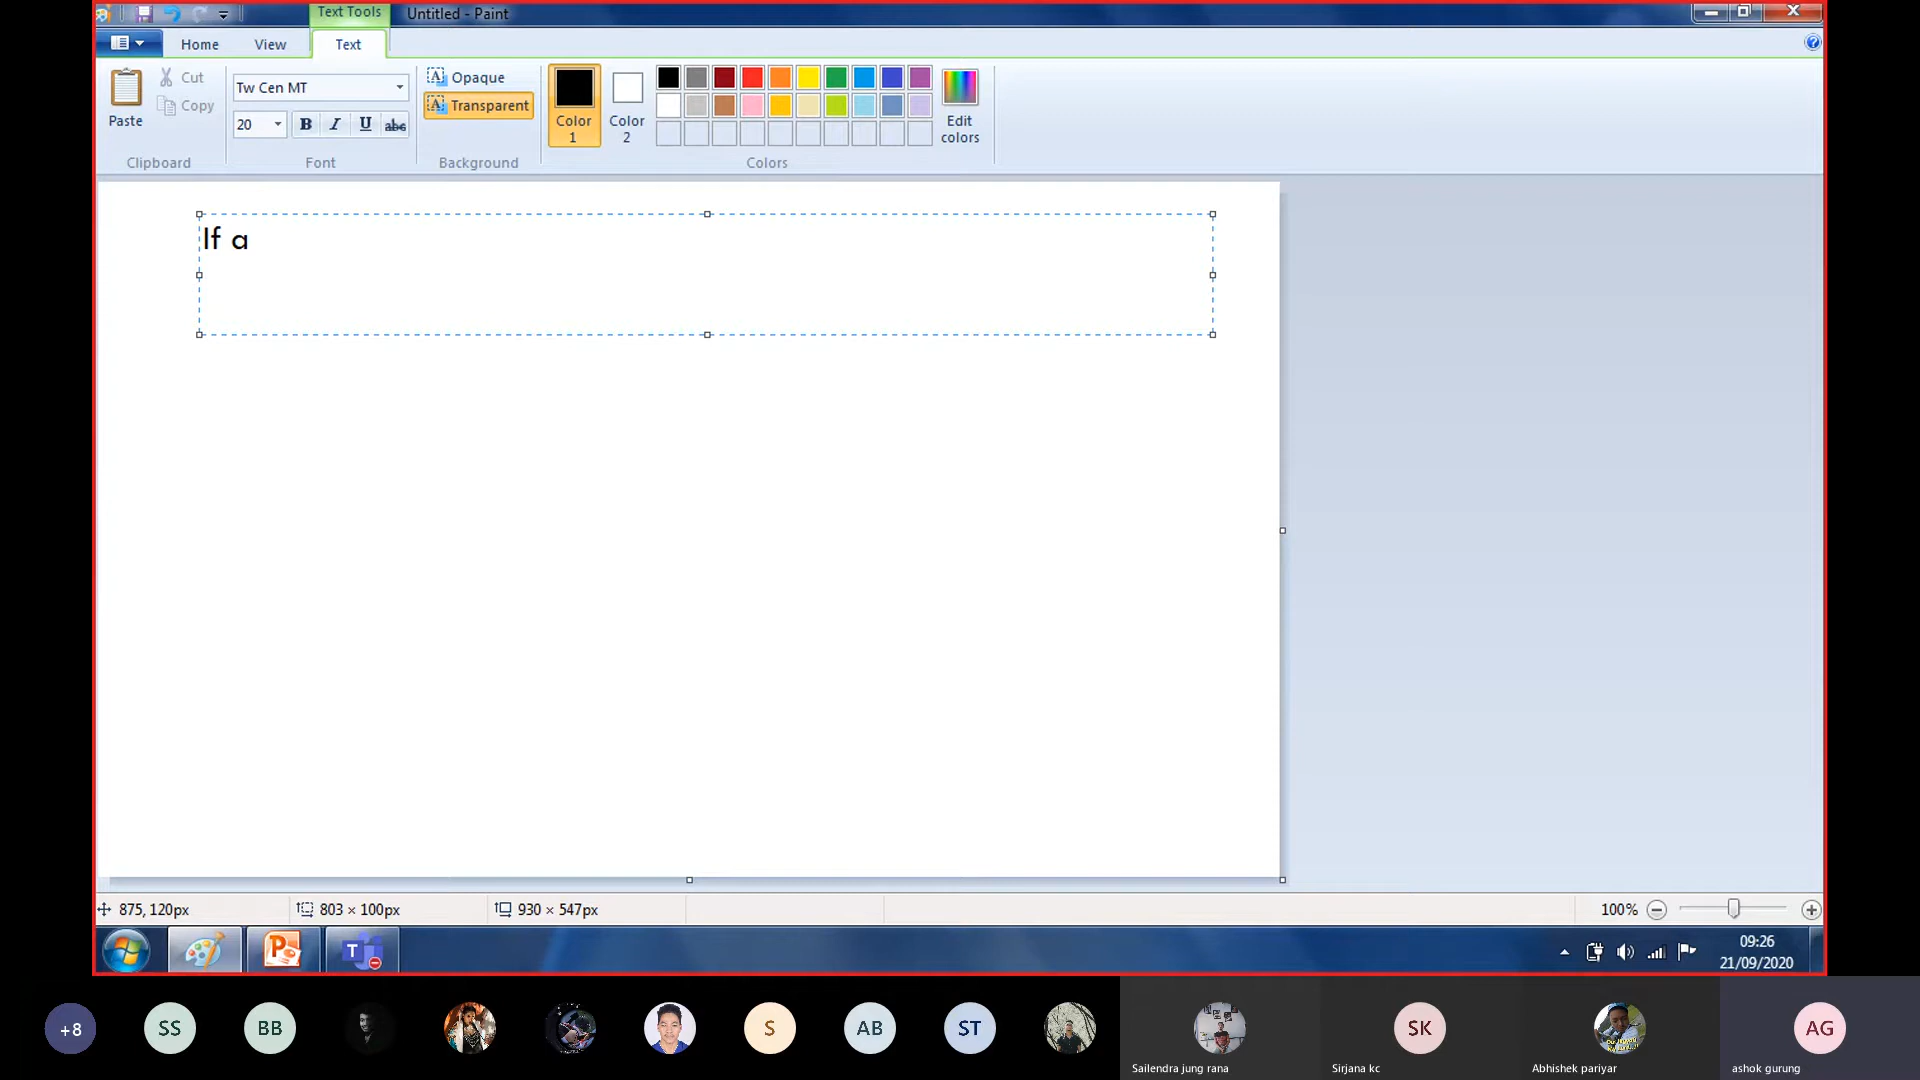 Text Tools
Untitled - Paint
Home
View
Text
Paste
Cut
Copy
Clipboard
Tw Cen MT
20
B
I
U
abc
Font
A Opaque
A Transparent
Background
Color
1
Color
2
Edit
colors
Colors
If a
875, 120px
803 × 100px
930 × 547px
100%
P
T
09:26
21/09/2020
+8
SS
BB
S
AB
ST
Sailendra jung rana
SK
Sirjana kc
Abhishek pariyar
AG
ashok gurung